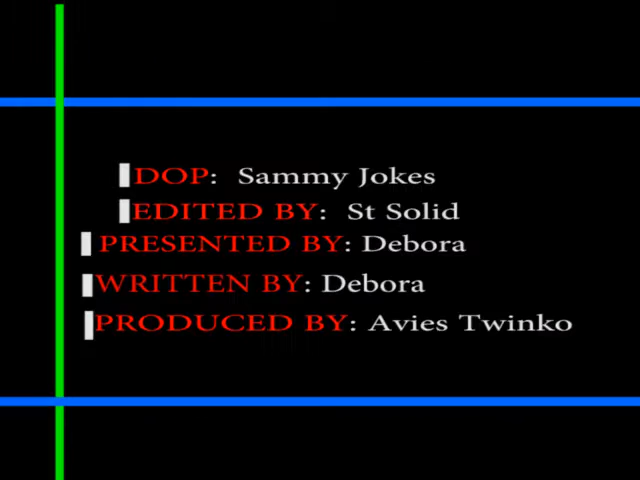 DOP: Sammy Jokes
EDITED BY: St Solid
PRESENTED BY: Debora
WRITTEN BY: Debora
PRODUCED BY: Avies Twinko